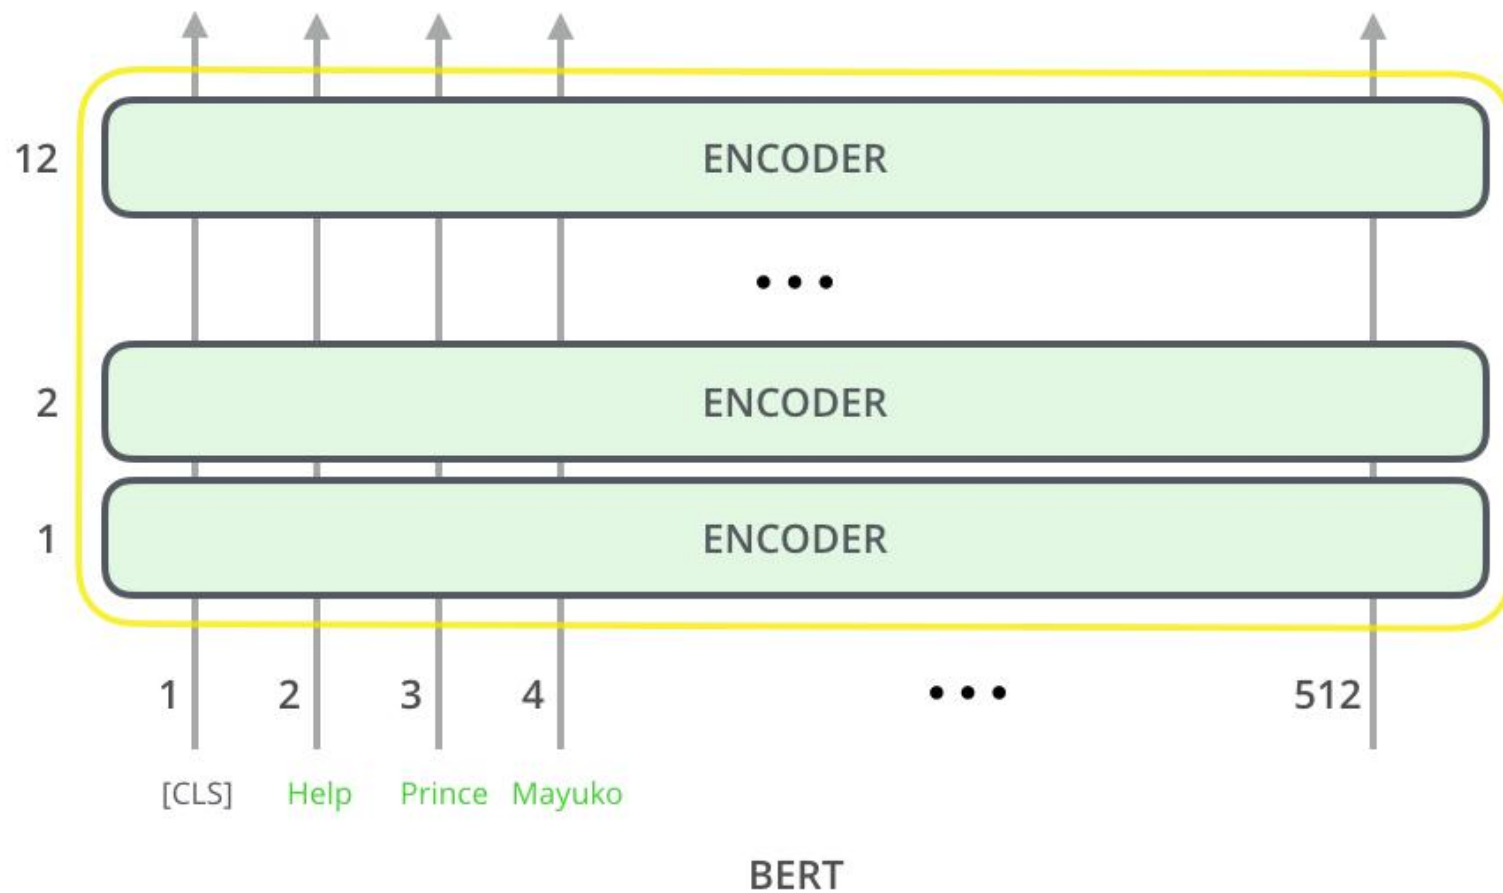 12 ENCODER
...
2 ENCODER
1 ENCODER
1 2 3 4 ... 512
[CLS] Help Prince Mayuko
BERT